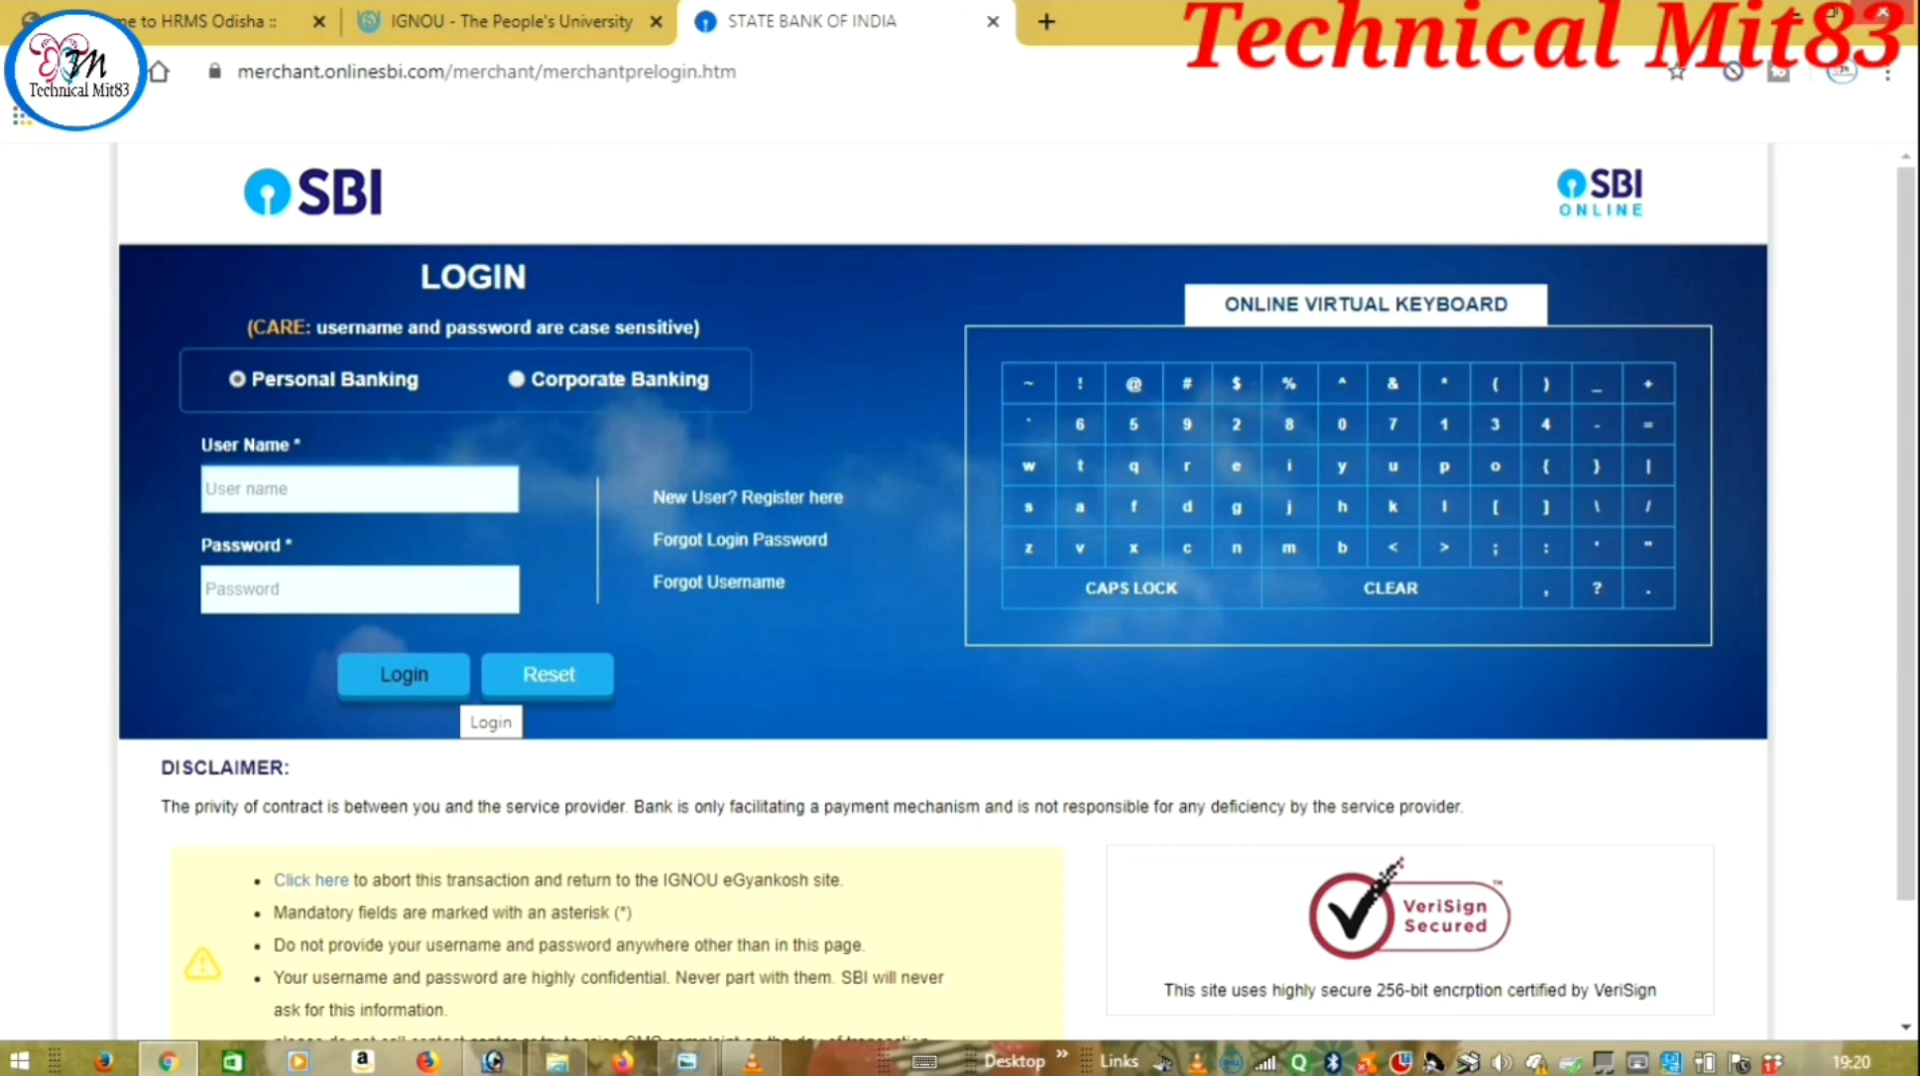 Technical Mit83
me to HRMS Odisha ::
IGNOU - The People's University
STATE BANK OF INDIA
TM
Technical Mit83
merchant.onlinesbi.com/merchant/merchantprelogin.htm
SBI
SBI
ONLINE
LOGIN
(CARE: username and password are case sensitive)
Personal Banking
Corporate Banking
User Name *
User name
Password *
Password
New User? Register here
Forgot Login Password
Forgot Username
Login
Reset
Login
ONLINE VIRTUAL KEYBOARD
~ ! @ # $ % ^ & * ( ) _ +
` 6 5 9 2 8 0 7 1 3 4 - =
w t q r e i y u p o { } |
s a f d g j h k l [ ] \ /
z v x c n m b < > ; : ' "
CAPS LOCK CLEAR , ? .
DISCLAIMER:
The privity of contract is between you and the service provider. Bank is only facilitating a payment mechanism and is not responsible for any deficiency by the service provider.
Click here to abort this transaction and return to the IGNOU eGyankosh site.
Mandatory fields are marked with an asterisk (*)
Do not provide your username and password anywhere other than in this page.
Your username and password are highly confidential. Never part with them. SBI will never
ask for this information.
VeriSign
Secured
This site uses highly secure 256-bit encrption certified by VeriSign
Desktop
Links
19:20